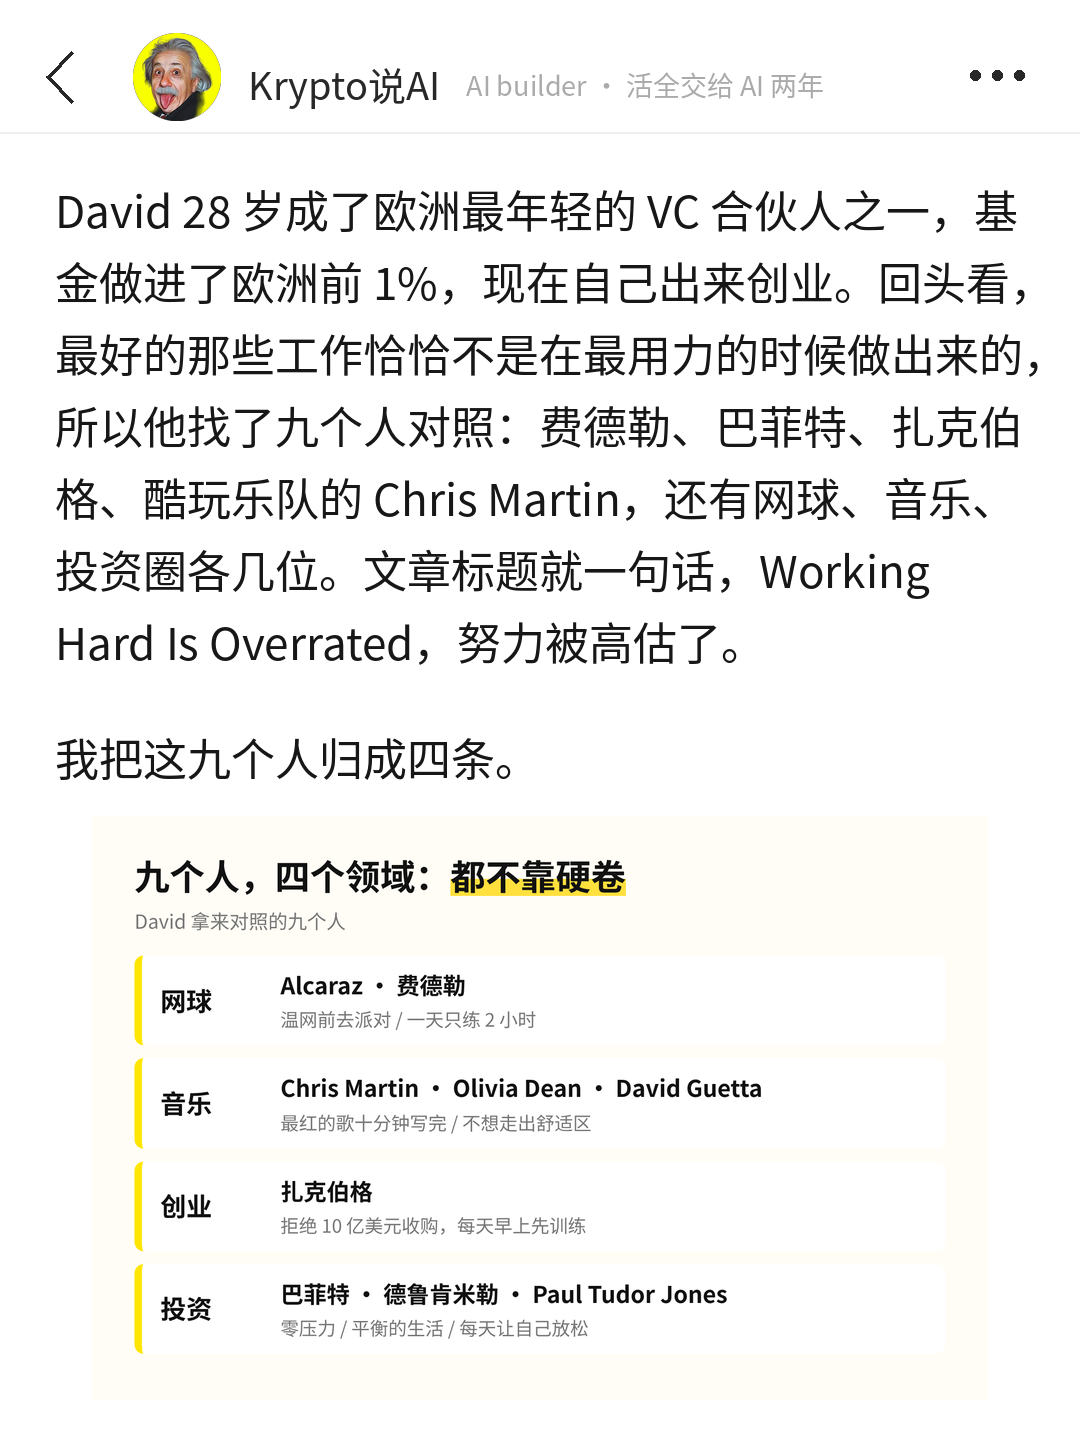 Krypto说AI AI builder · 活全交给 AI 两年
David 28 岁成了欧洲最年轻的 VC 合伙人之一，基
金做进了欧洲前 1%，现在自己出来创业。回头看，
最好的那些工作恰恰不是在最用力的时候做出来的，
所以他找了九个人对照：费德勒、巴菲特、扎克伯
格、酷玩乐队的 Chris Martin，还有网球、音乐、
投资圈各几位。文章标题就一句话，Working
Hard Is Overrated，努力被高估了。
我把这九个人归成四条。
九个人，四个领域：都不靠硬卷
David 拿来对照的九个人
网球
Alcaraz · 费德勒
温网前去派对 / 一天只练 2 小时
音乐
Chris Martin · Olivia Dean · David Guetta
最红的歌十分钟写完 / 不想走出舒适区
创业
扎克伯格
拒绝 10 亿美元收购，每天早上先训练
投资
巴菲特 · 德鲁肯米勒 · Paul Tudor Jones
零压力 / 平衡的生活 / 每天让自己放松